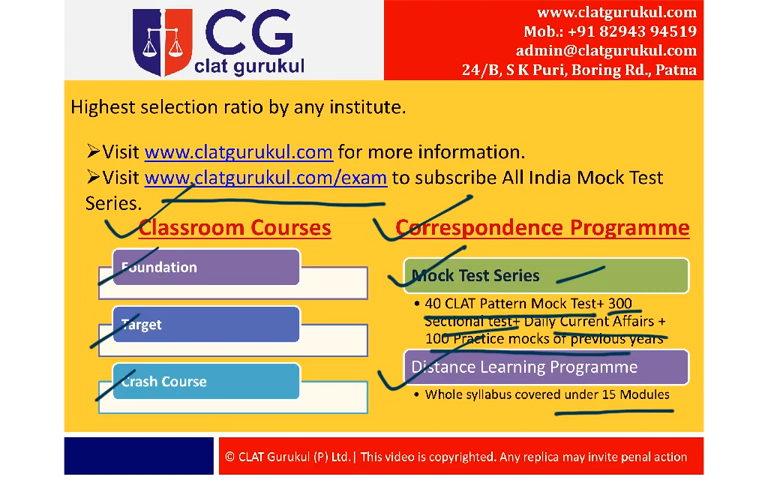 CG
clat gurukul
www.clatgurukul.com
Mob.: +91 82943 94519
admin@clatgurukul.com
24/B, S K Puri, Boring Rd., Patna
Highest selection ratio by any institute.
➢Visit www.clatgurukul.com for more information.
➢Visit www.clatgurukul.com/exam to subscribe All India Mock Test
Series.
Classroom Courses
Foundation
Target
Crash Course
Correspondence Programme
Mock Test Series
• 40 CLAT Pattern Mock Test+ 300
Sectional test+ Daily Current Affairs +
100 Practice mocks of previous years
Distance Learning Programme
• Whole syllabus covered under 15 Modules
© CLAT Gurukul (P) Ltd.| This video is copyrighted. Any replica may invite penal action